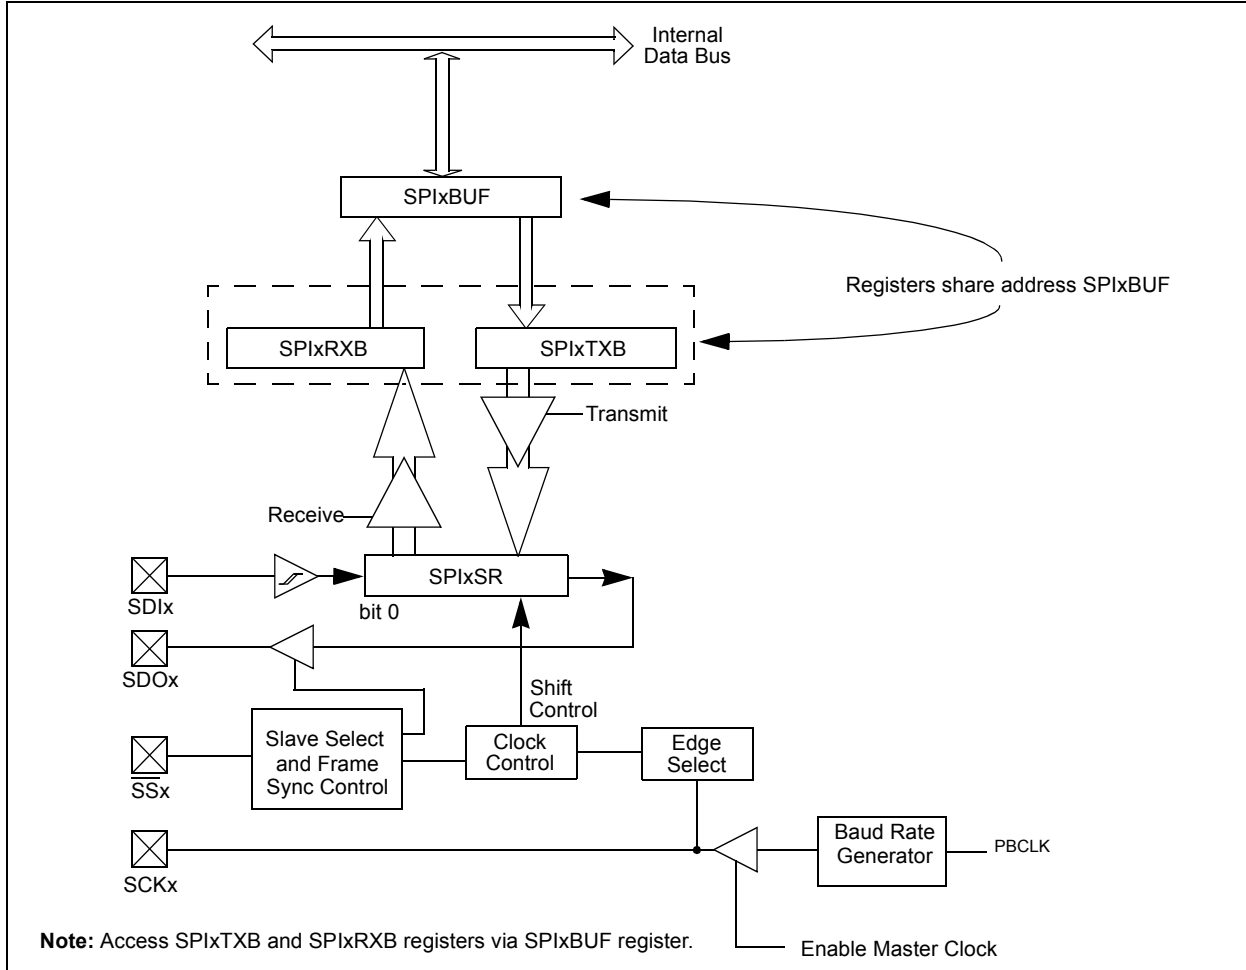 Internal
Data Bus
SPIxBUF
Registers share address SPIxBUF
SPIxRXB
SPIxTXB
Transmit
Receive
SPIxSR
SDIx
bit 0
SDOx
Shift
Control
Slave Select
and Frame
Sync Control
Clock
Control
Edge
Select
SSx
Baud Rate
Generator
PBCLK
SCKx
Note: Access SPIxTXB and SPIxRXB registers via SPIxBUF register.
Enable Master Clock